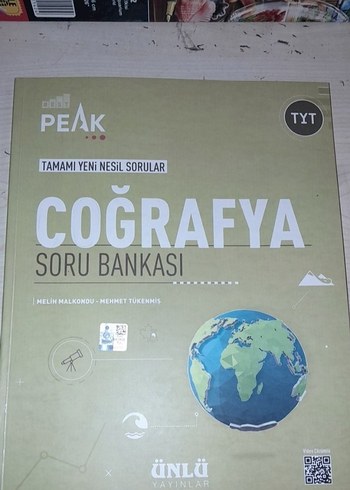 PEAK
TYT
TAMAMI YENİ NESİL SORULAR
COĞRAFYA
SORU BANKASI
MELİH MALKONDU - MEHMET TÜKENMİŞ
ÜNLÜ
YAYINLAR